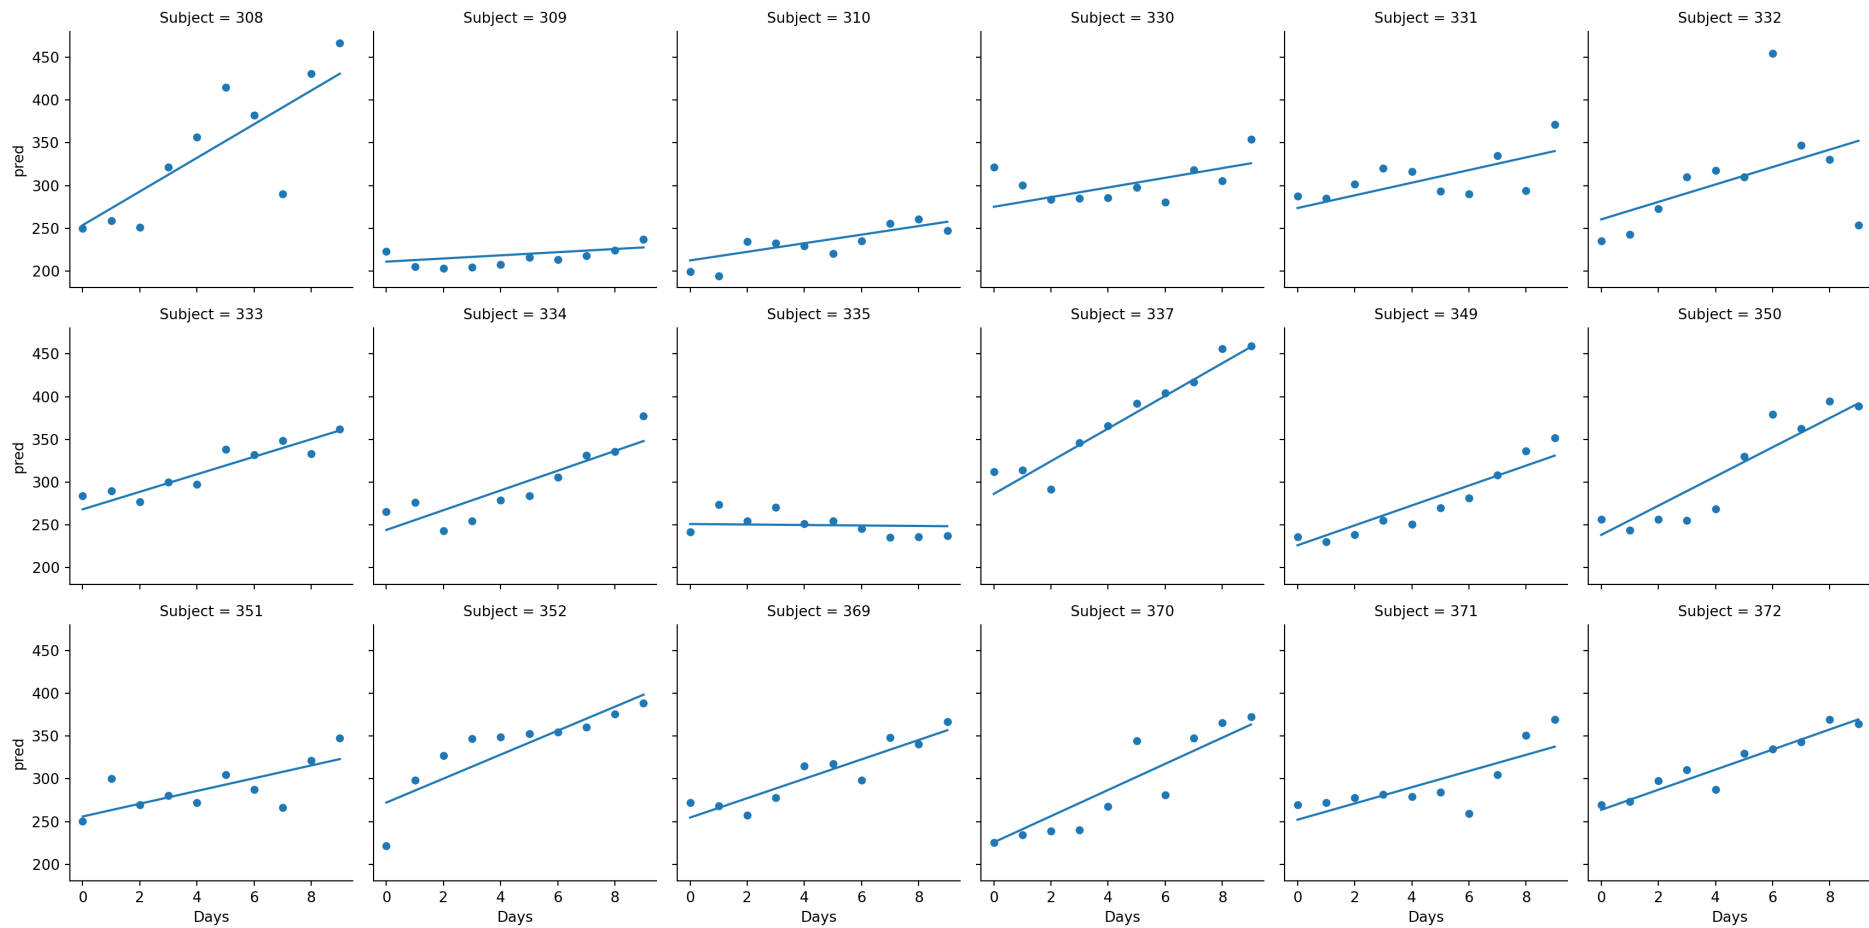 Subject = 308 Subject = 309 Subject = 310 Subject = 330 Subject = 331 Subject = 332
450
400
350
300
250
200
pred
Subject = 333 Subject = 334 Subject = 335 Subject = 337 Subject = 349 Subject = 350
450
400
350
300
250
200
pred
Subject = 351 Subject = 352 Subject = 369 Subject = 370 Subject = 371 Subject = 372
450
400
350
300
250
200
pred
0 2 4 6 8 0 2 4 6 8 0 2 4 6 8 0 2 4 6 8 0 2 4 6 8 0 2 4 6 8
Days Days Days Days Days Days